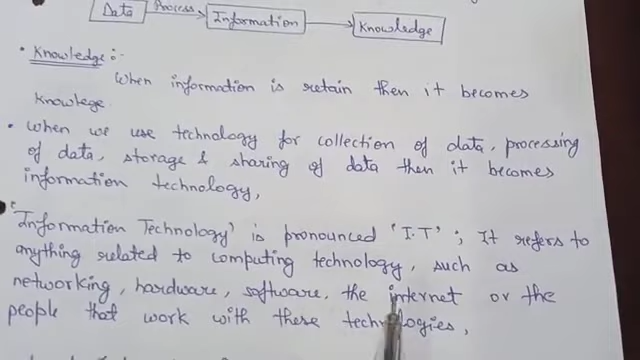 Data Process Information Knowledge
• Knowledge :-
When information is retain then it becomes
Knowlege.
• When we use technology for collection of data, processing
of data, storage & sharing of data then it becomes
information technology,
• 'Information Technology' is pronounced 'I.T'; It refers to
anything related to computing technology, such as
networking, hardware, software, the internet or the
people that work with these technologies,